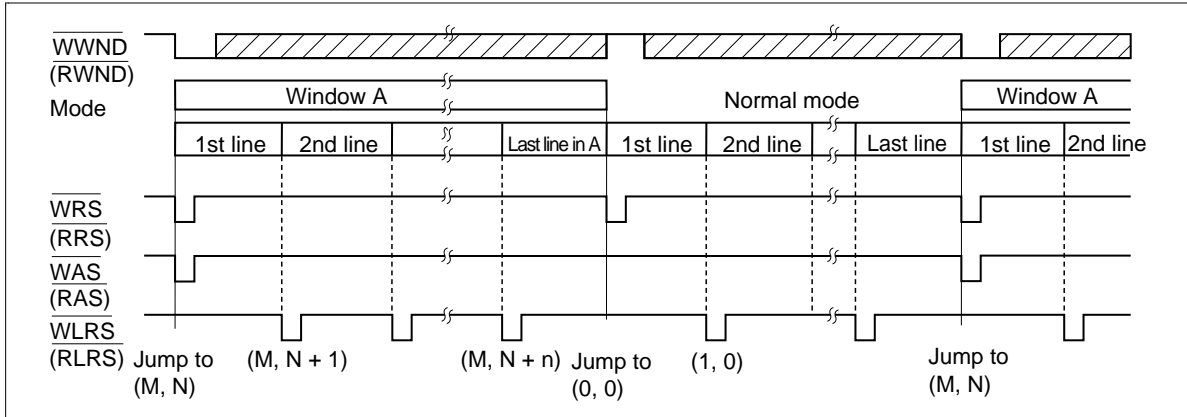 WWND
(RWND)
Mode
Window A
Normal mode
Window A
1st line
2nd line
Last line in A
1st line
2nd line
Last line
1st line
2nd line
WRS
(RRS)
WAS
(RAS)
WLRS
(RLRS)
Jump to
(M, N)
(M, N + 1)
(M, N + n)
Jump to
(0, 0)
(1, 0)
Jump to
(M, N)